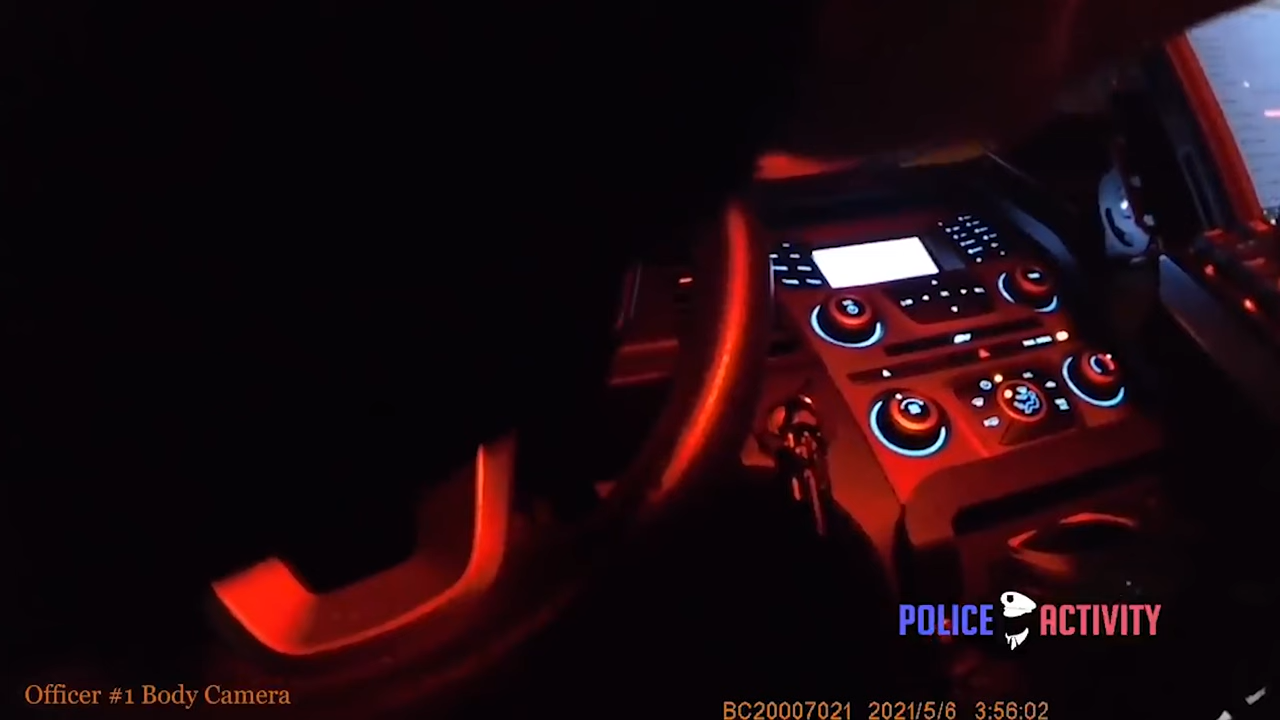 POLICE ACTIVITY
Officer #1 Body Camera
BC20007021 2021/5/6 3:56:02